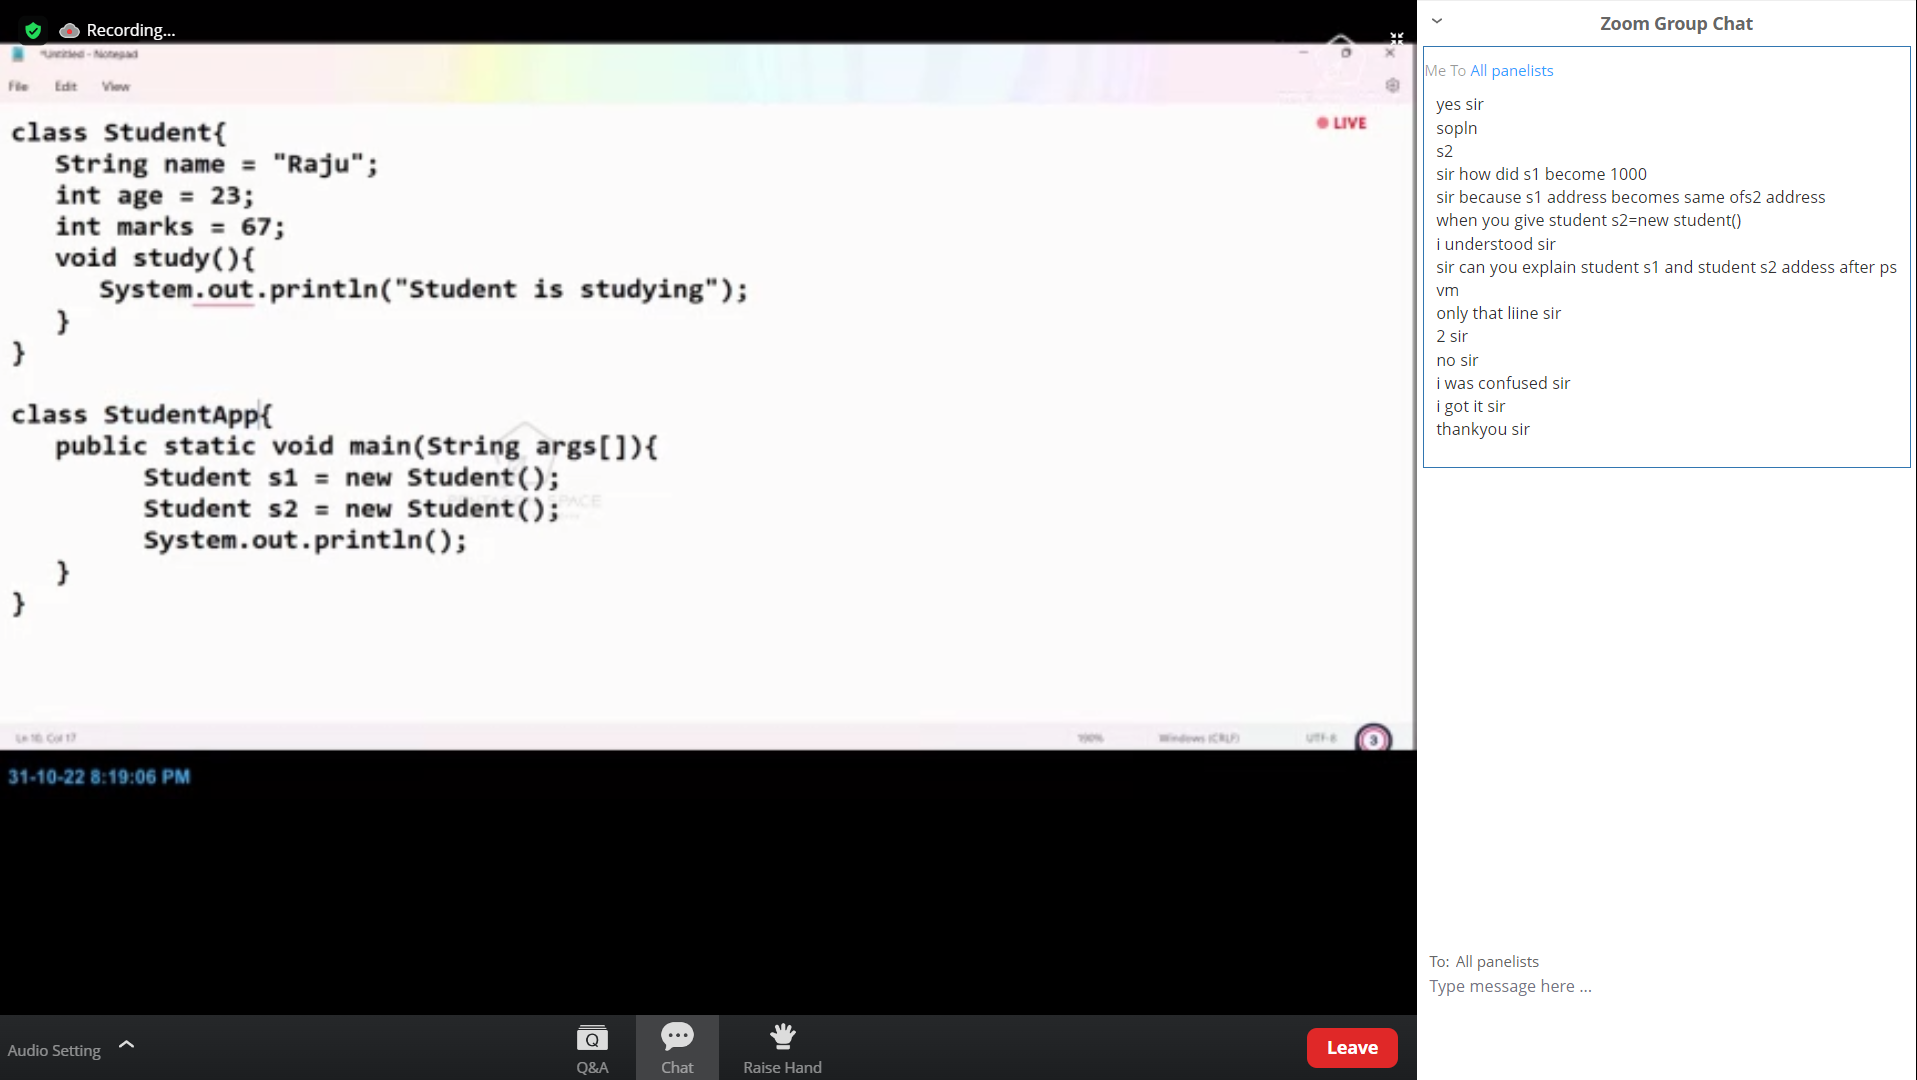 Recording...
*Untitled - Notepad
File Edit View
LIVE
class Student{
String name = "Raju";
int age = 23;
int marks = 67;
void study(){
System.out.println("Student is studying");
}
}
class StudentApp{
public static void main(String args[]){
Student s1 = new Student();
Student s2 = new Student();
System.out.println();
}
}
SPACE
Ln 10, Col 17
190% Windows (CRLF) UTF-8 3
31-10-22 8:19:06 PM
Audio Setting
Q
Q&A
Chat
Raise Hand
Leave
Zoom Group Chat
Me To All panelists
yes sir
sopln
s2
sir how did s1 become 1000
sir because s1 address becomes same ofs2 address
when you give student s2=new student()
i understood sir
sir can you explain student s1 and student s2 addess after ps
vm
only that liine sir
2 sir
no sir
i was confused sir
i got it sir
thankyou sir
To: All panelists
Type message here ...